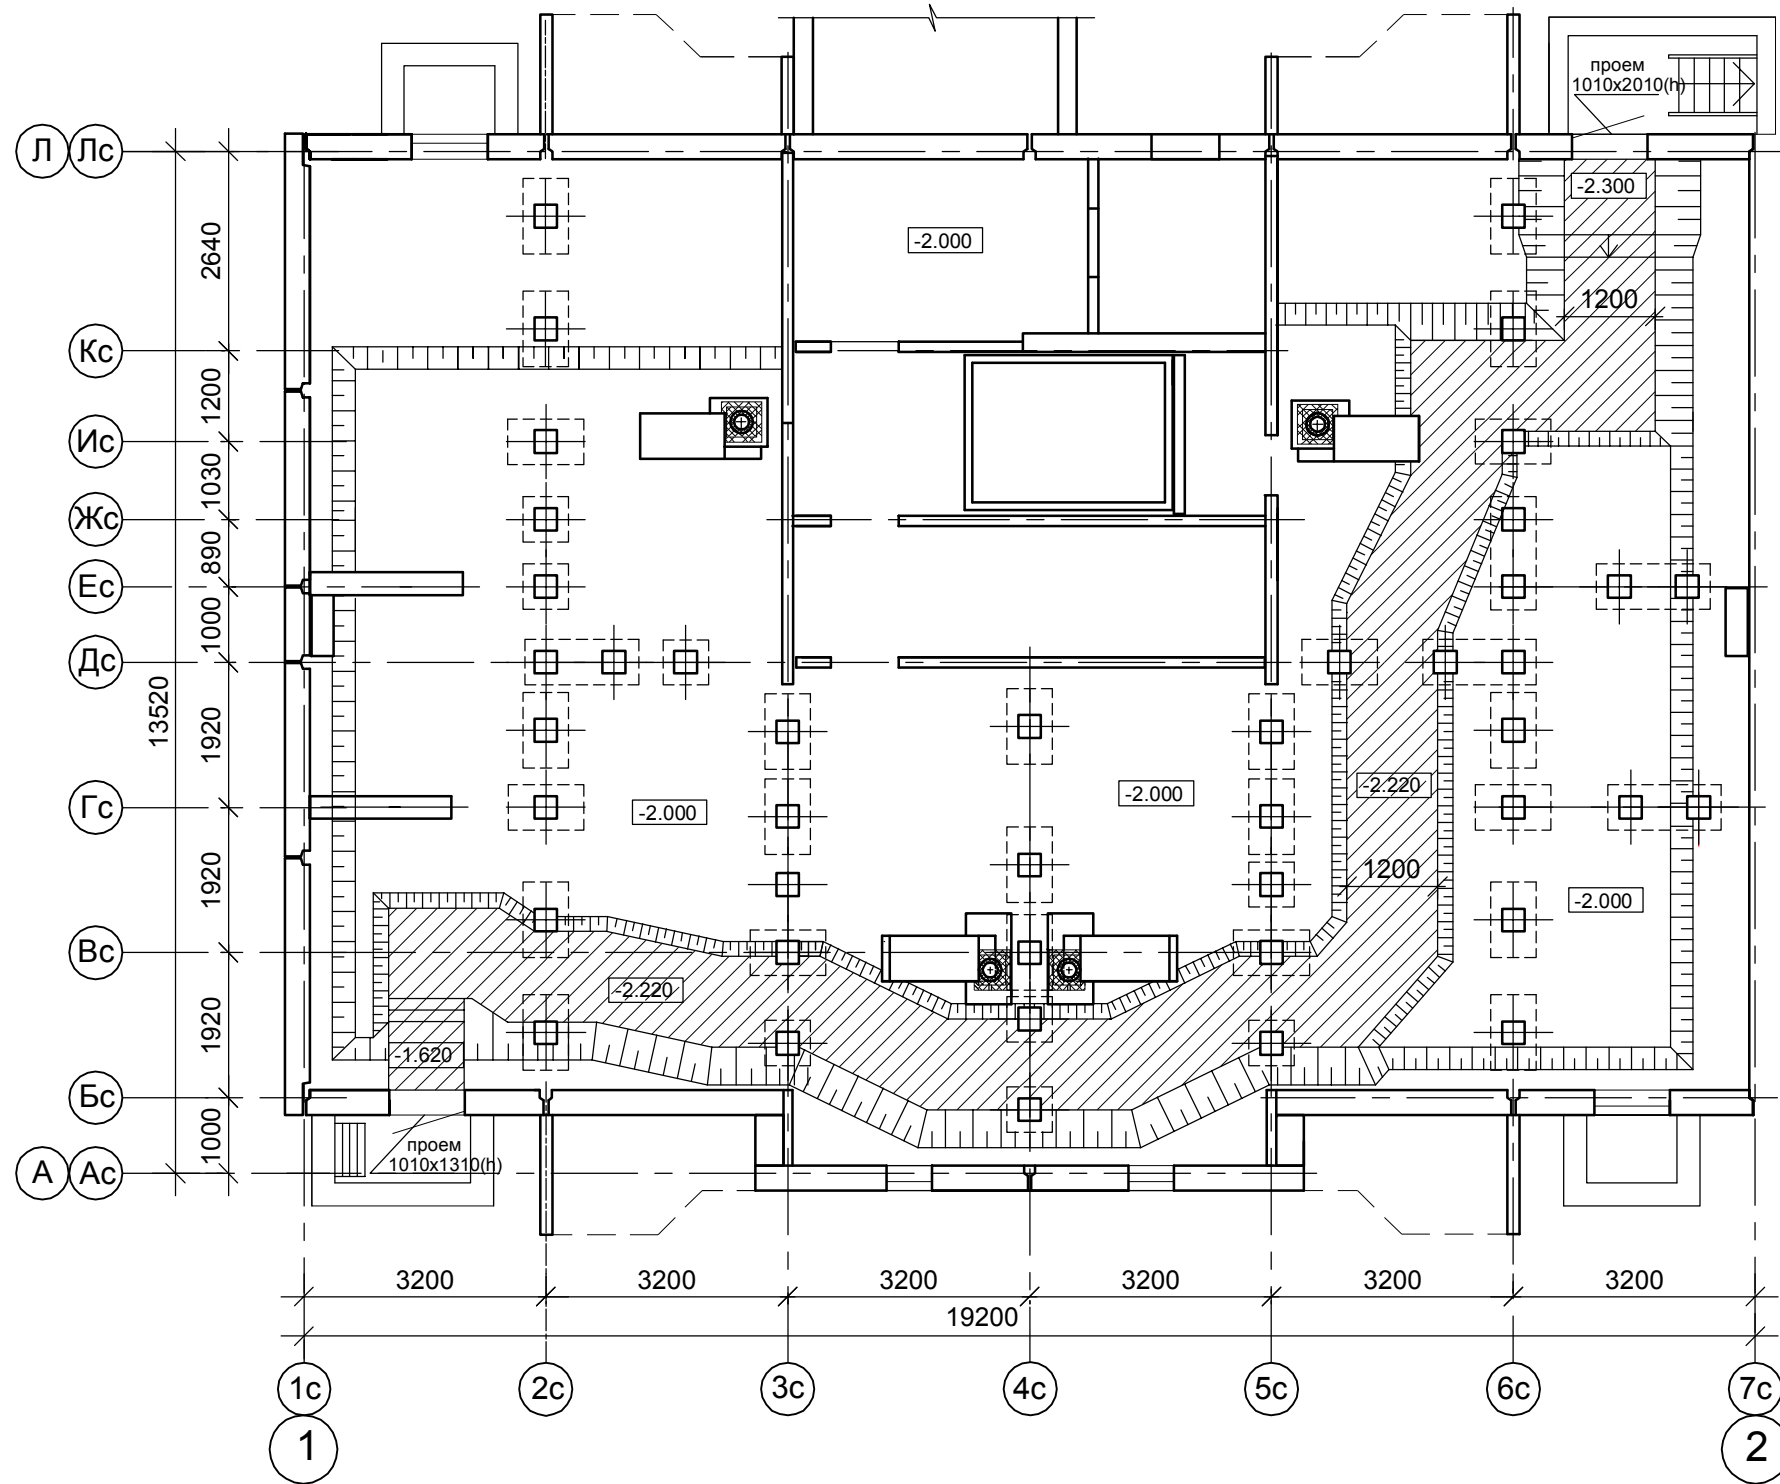 проем
1010х2010(h)
Л Лс
-2.300
-2.000
2640
1200
Кс
1200
Ис
1030
Жс
890
Ес
1000
Дс
13520
1920
-2.220
-2.000
-2.000
Гс
1920
1200
-2.000
Вс
-2.220
1920
-1.620
Бс
1000
проем
1010х1310(h)
А Ас
3200 3200 3200 3200 3200 3200
19200
1с 2с 3с 4с 5с 6с 7с
1 2